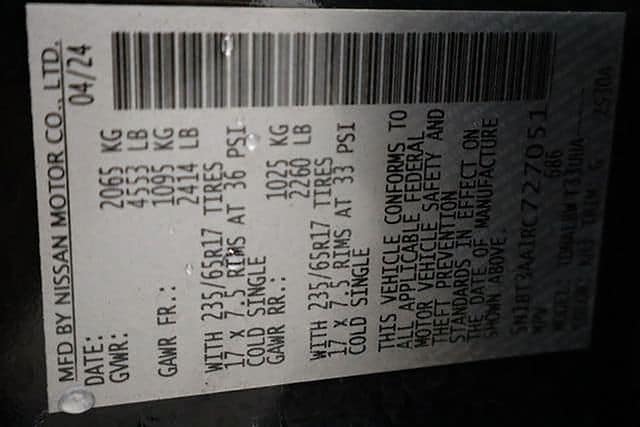 MFD BY NISSAN MOTOR CO., LTD.
DATE: 04/24
GVWR: 2065 KG
4553 LB
GAWR FR.: 1095 KG
2414 LB
WITH 235/65R17 TIRES
17 X 7.5 RIMS AT 36 PSI
COLD SINGLE
GAWR RR.: 1025 KG
2260 LB
WITH 235/65R17 TIRES
17 X 7.5 RIMS AT 33 PSI
COLD SINGLE
THIS VEHICLE CONFORMS TO
ALL APPLICABLE FEDERAL
MOTOR VEHICLE SAFETY AND
THEFT PREVENTION
STANDARDS IN EFFECT ON
THE DATE OF MANUFACTURE
SHOWN ABOVE.
MPV
MODEL:
TRIM G